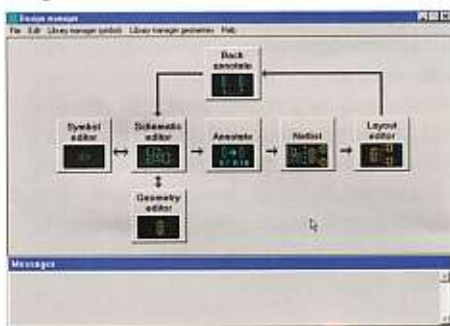 Design manager
File Edit Library manager symbols Library manager geometries Help
Back
annotate
Symbol
editor
Schematic
editor
Annotate
Netlist
Layout
editor
Geometry
editor
Messages